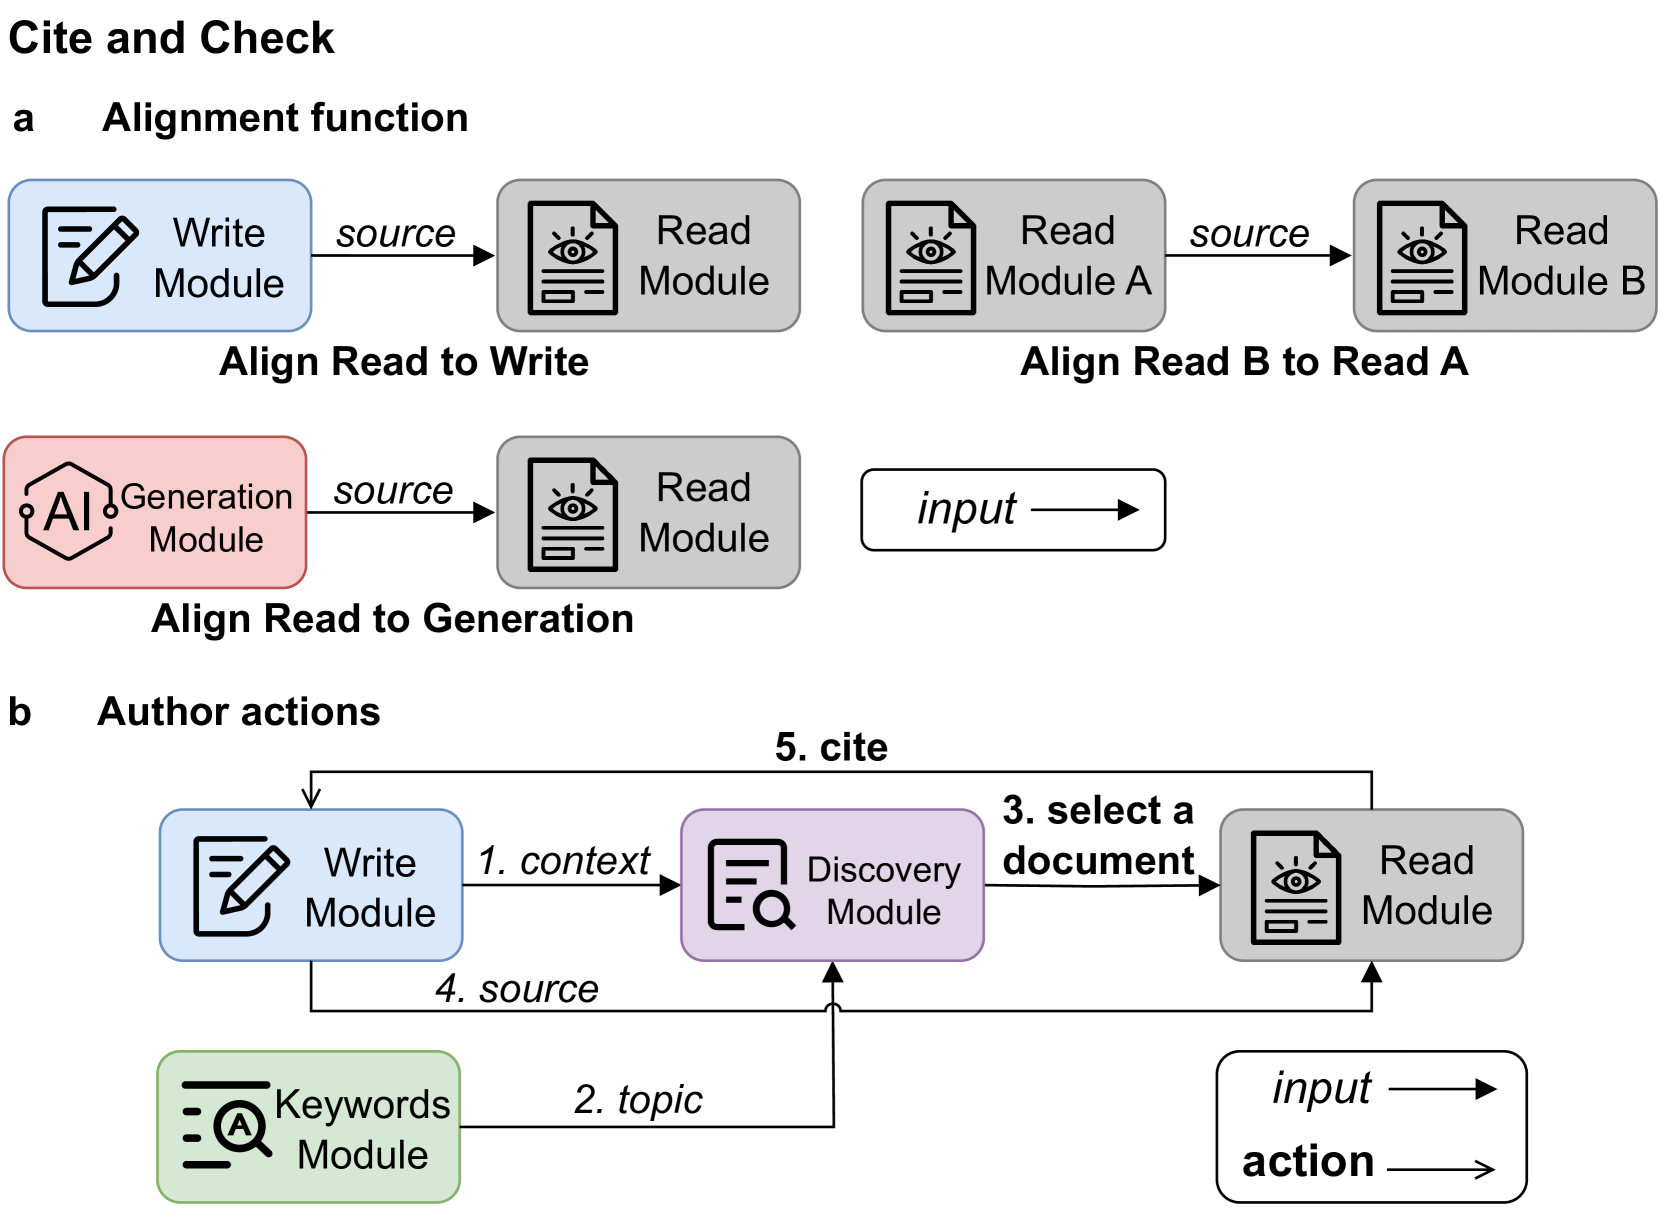 Cite and Check
a Alignment function
Write
Module
source
Read
Module
Align Read to Write
Read
Module A
source
Read
Module B
Align Read B to Read A
AI
Generation
Module
source
Read
Module
Align Read to Generation
input
b Author actions
5. cite
Write
Module
1. context
Discovery
Module
3. select a
document
Read
Module
4. source
A
Keywords
Module
2. topic
input
action